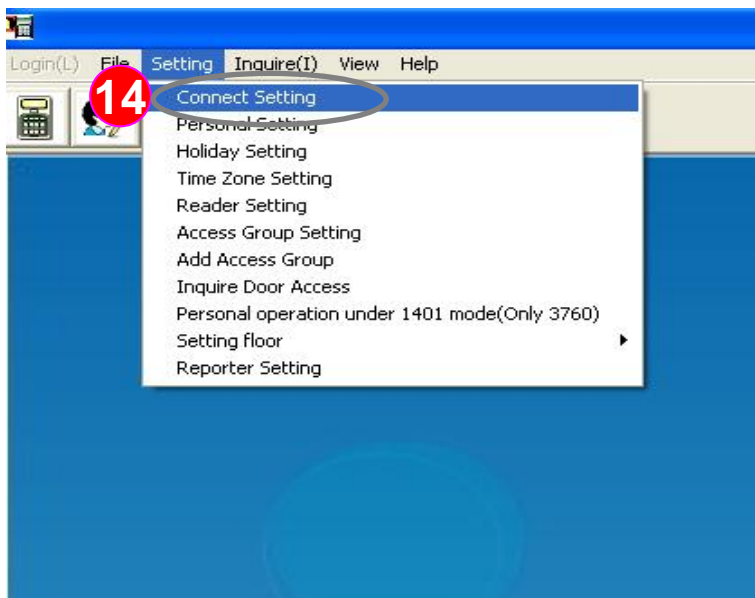 Login(L) File Setting Inquire(I) View Help
14 Connect Setting
Personal Setting
Holiday Setting
Time Zone Setting
Reader Setting
Access Group Setting
Add Access Group
Inquire Door Access
Personal operation under 1401 mode(Only 3760)
Setting floor
Reporter Setting